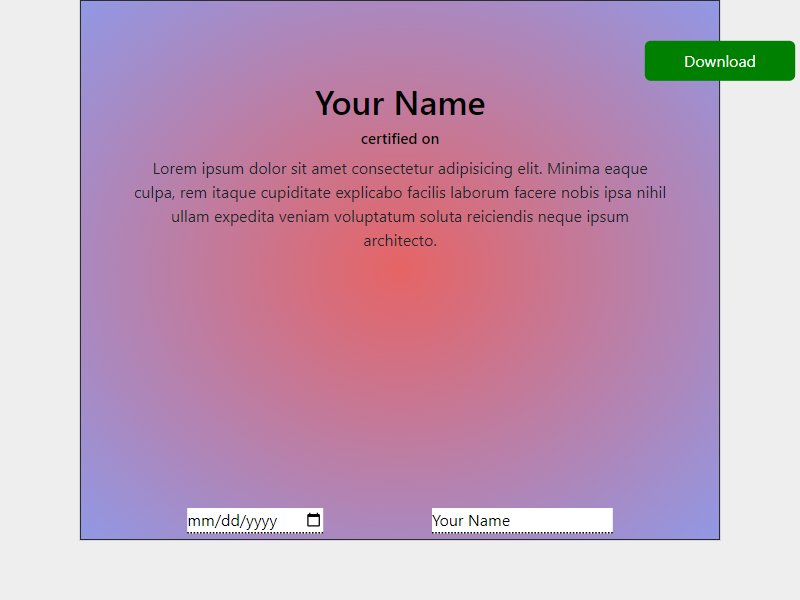 Download
Your Name
certified on
Lorem ipsum dolor sit amet consectetur adipisicing elit. Minima eaque
culpa, rem itaque cupiditate explicabo facilis laborum facere nobis ipsa nihil
ullam expedita veniam voluptatum soluta reiciendis neque ipsum
architecto.
mm/dd/yyyy
Your Name